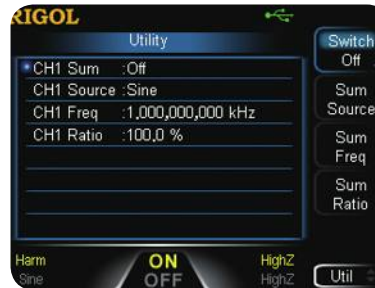 RIGOL
Utility
CH1 Sum :Off
CH1 Source :Sine
CH1 Freq :1,000,000,000 kHz
CH1 Ratio :100.0 %
Switch
Off
Sum
Source
Sum
Freq
Sum
Ratio
Harm
Sine
ON
OFF
HighZ
HighZ
Util